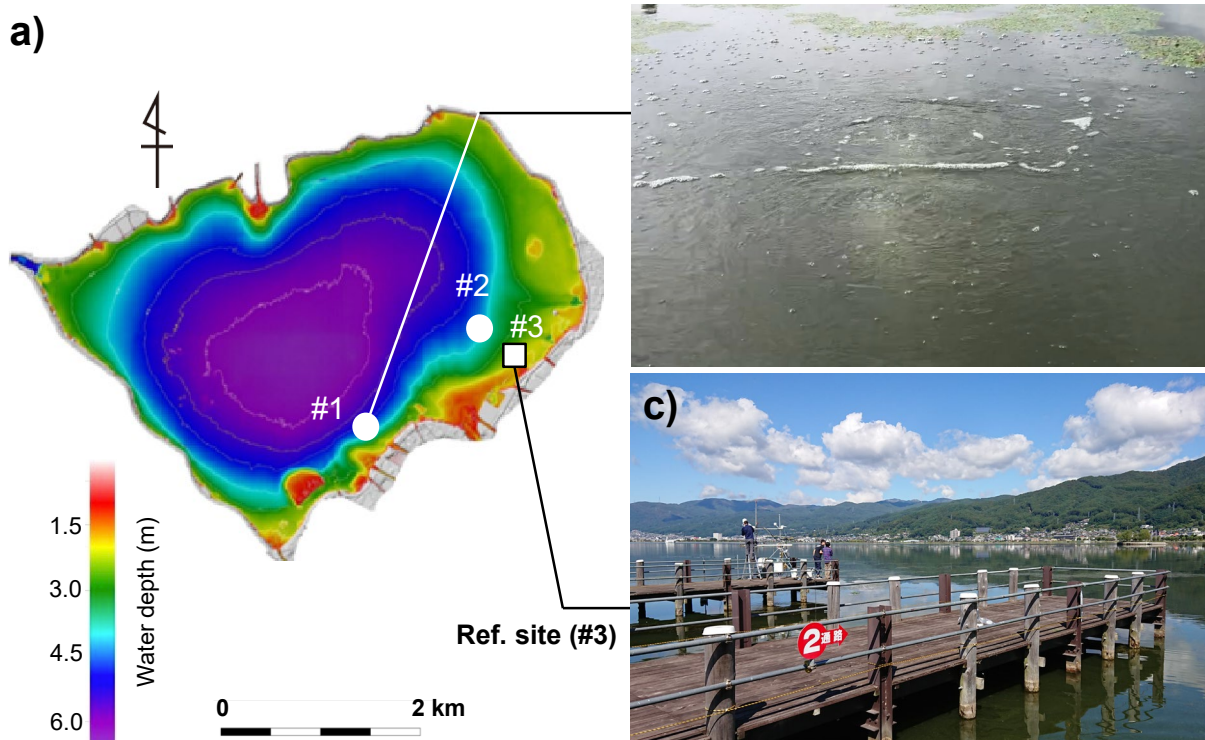 a)
#2
#3
#1
1.5
3.0
4.5
6.0
Water depth (m)
Ref. site (#3)
0
2 km
c)
2通路